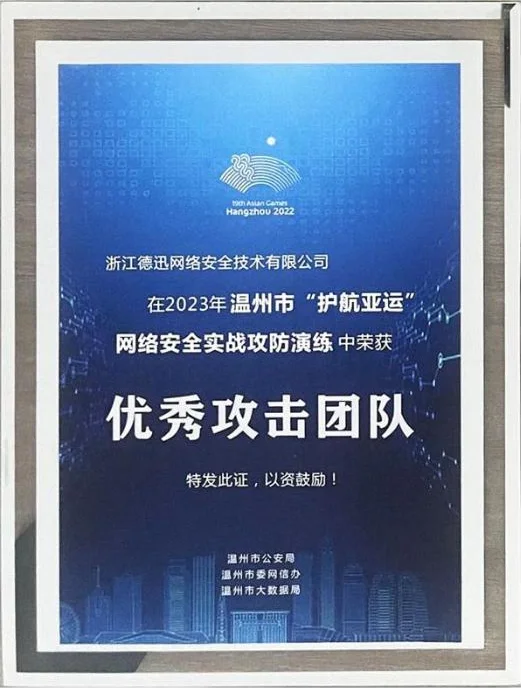 19th Asian Games
Hangzhou 2022
浙江德迅网络安全技术有限公司
在2023年 温州市“护航亚运”
网络安全实战攻防演练 中荣获
优秀攻击团队
特发此证，以资鼓励！
温州市公安局
温州市委网信办
温州市大数据局